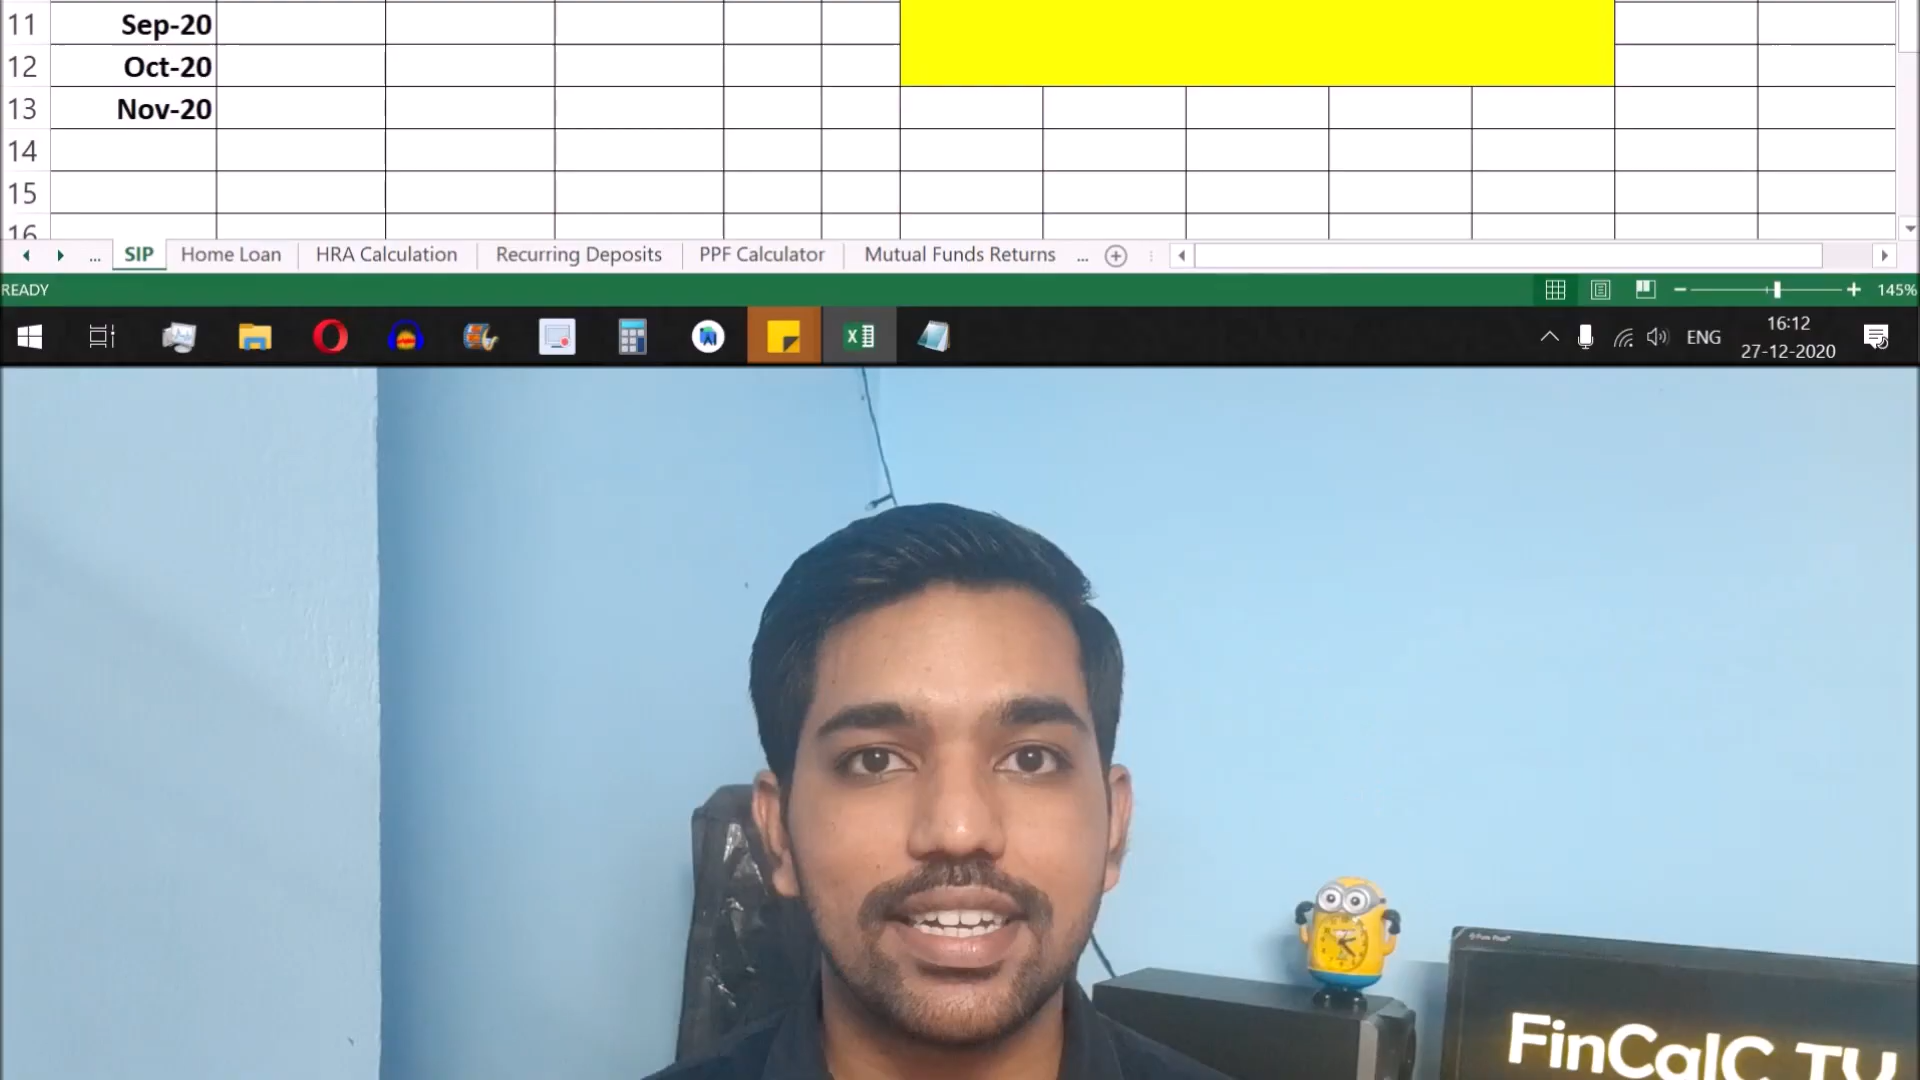 11 Sep-20
12 Oct-20
13 Nov-20
14
15
16
... SIP Home Loan HRA Calculation Recurring Deposits PPF Calculator Mutual Funds Returns ...
READY 145%
ENG 16:12
27-12-2020
FinCalC TV